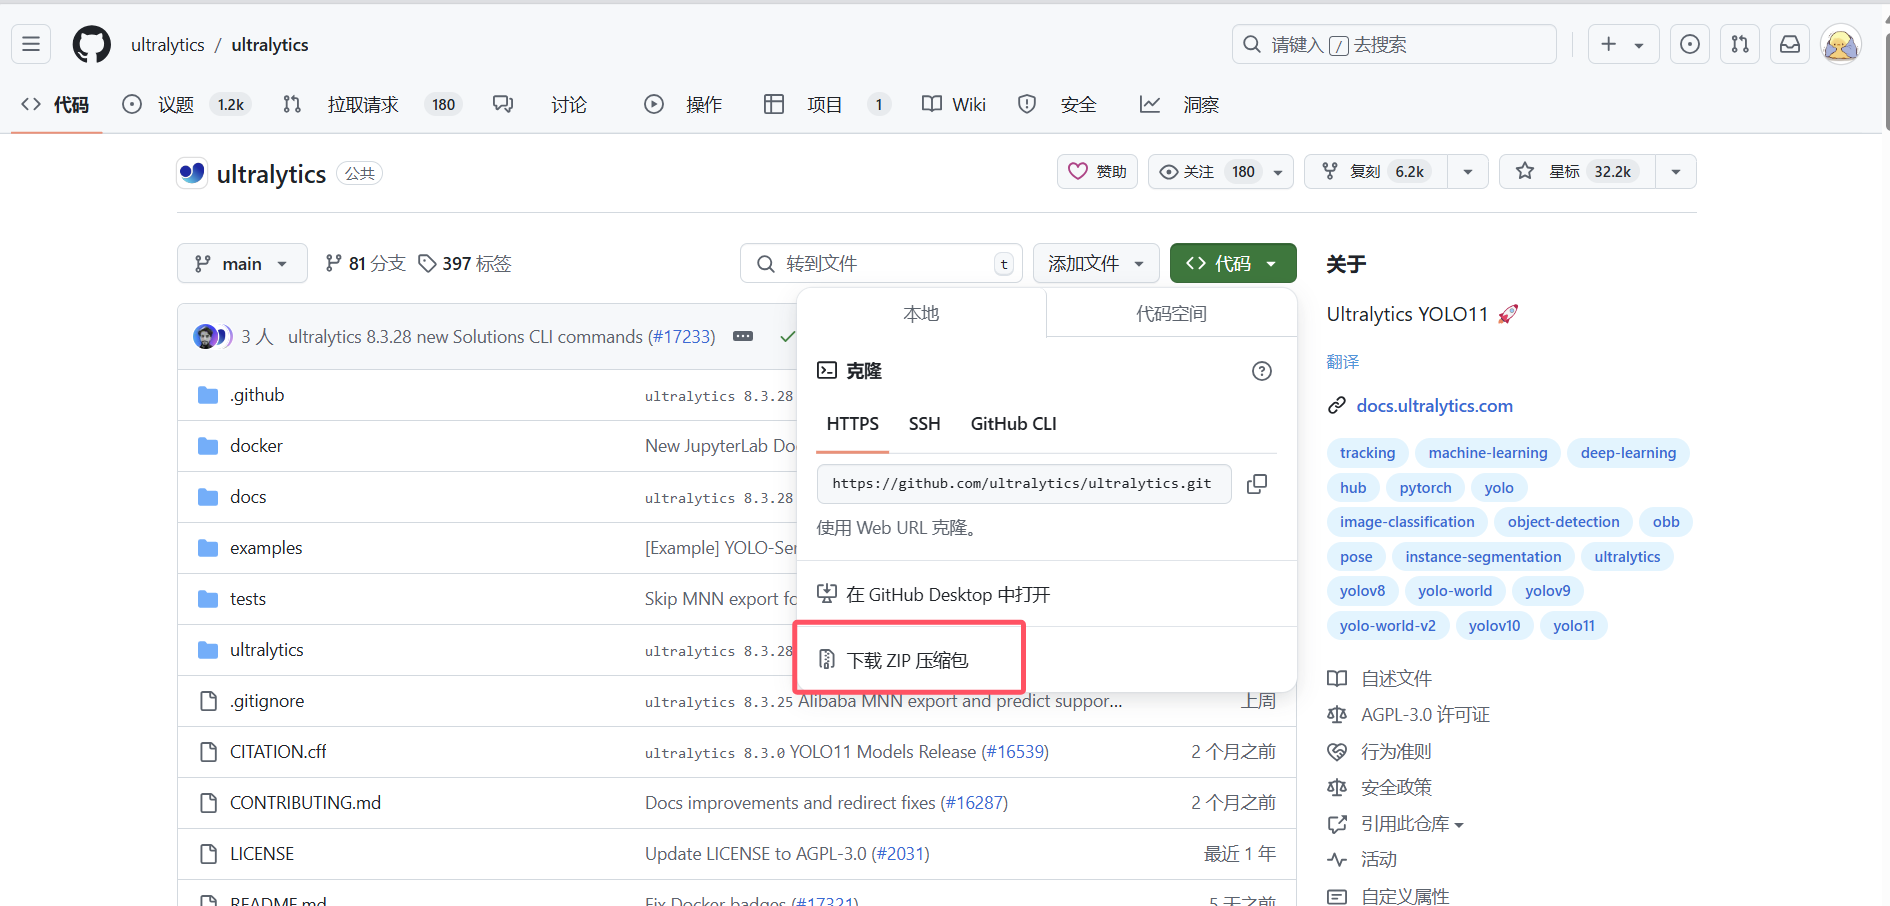 ultralytics / ultralytics
请键入 / 去搜索
代码 议题 1.2k 拉取请求 180 讨论 操作 项目 1 Wiki 安全 洞察
ultralytics 公共
赞助 关注 180 复刻 6.2k 星标 32.2k
main 81 分支 397 标签 转到文件 t 添加文件 代码
本地 代码空间
克隆
HTTPS SSH GitHub CLI
https://github.com/ultralytics/ultralytics.git
使用 Web URL 克隆。
在 GitHub Desktop 中打开
下载 ZIP 压缩包
3 人 ultralytics 8.3.28 new Solutions CLI commands (#17233)
.github ultralytics 8.3.28
docker New JupyterLab Do
docs ultralytics 8.3.28
examples [Example] YOLO-Ser
tests Skip MNN export fo
ultralytics ultralytics 8.3.28
.gitignore ultralytics 8.3.25 Alibaba MNN export and predict suppor... 上周
CITATION.cff ultralytics 8.3.0 YOLO11 Models Release (#16539) 2 个月之前
CONTRIBUTING.md Docs improvements and redirect fixes (#16287) 2 个月之前
LICENSE Update LICENSE to AGPL-3.0 (#2031) 最近 1 年
README.md Fix Docker badges (#17321) 5 天之前
关于
Ultralytics YOLO11 🚀
翻译
docs.ultralytics.com
tracking machine-learning deep-learning
hub pytorch yolo
image-classification object-detection obb
pose instance-segmentation ultralytics
yolov8 yolo-world yolov9
yolo-world-v2 yolov10 yolo11
自述文件
AGPL-3.0 许可证
行为准则
安全政策
引用此仓库
活动
自定义属性